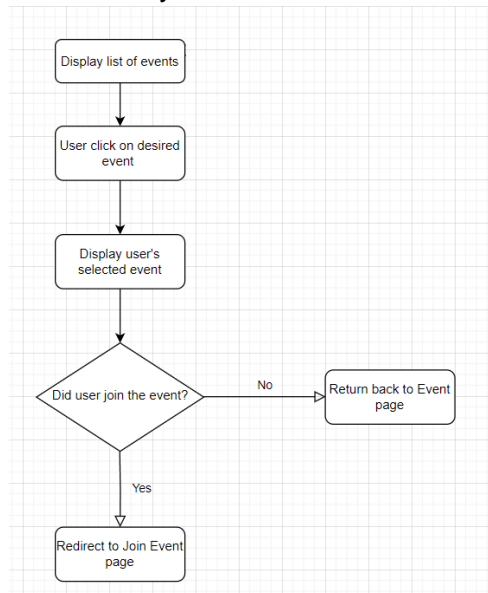 Display list of events
User click on desired
event
Display user's
selected event
Did user join the event?
No
Return back to Event
page
Yes
Redirect to Join Event
page